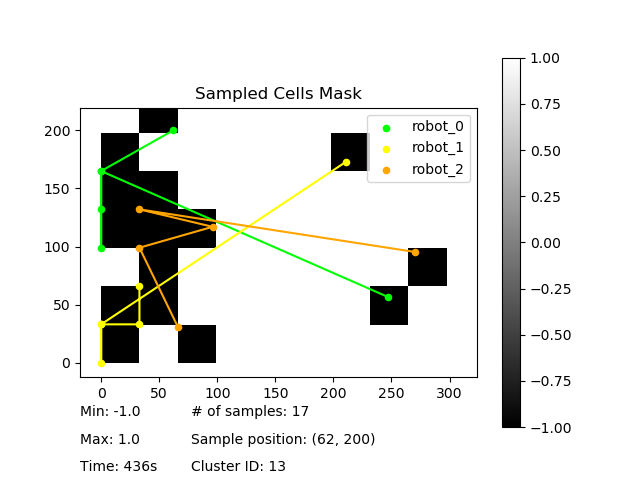 Sampled Cells Mask
robot_0
robot_1
robot_2
200
150
100
50
0
0 50 100 150 200 250 300
1.00
0.75
0.50
0.25
0.00
−0.25
−0.50
−0.75
−1.00
Min: -1.0 # of samples: 17
Max: 1.0 Sample position: (62, 200)
Time: 436s Cluster ID: 13